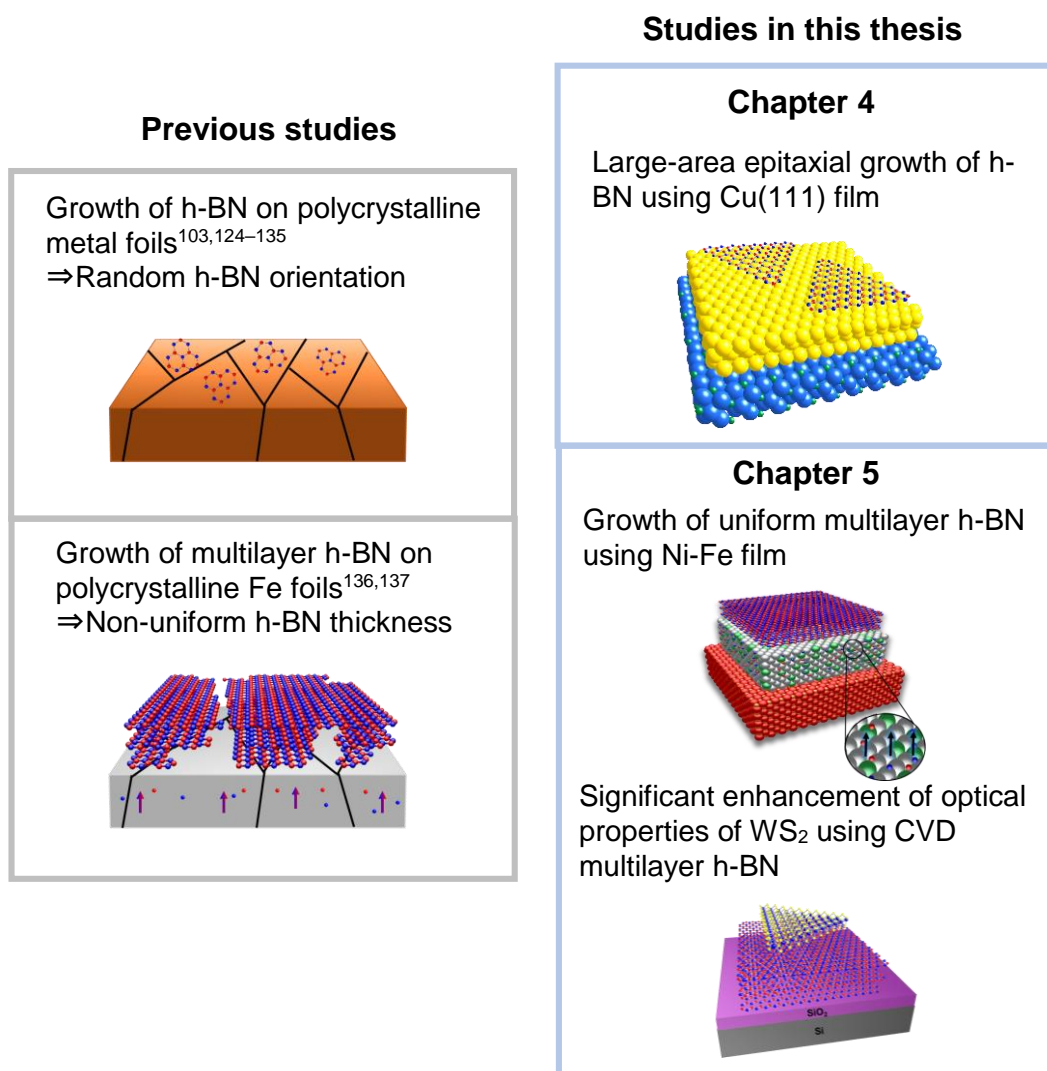 Previous studies
Growth of h-BN on polycrystalline
metal foils103,124–135
⇒Random h-BN orientation
Growth of multilayer h-BN on
polycrystalline Fe foils136,137
⇒Non-uniform h-BN thickness
Studies in this thesis
Chapter 4
Large-area epitaxial growth of h-
BN using Cu(111) film
Chapter 5
Growth of uniform multilayer h-BN
using Ni-Fe film
Significant enhancement of optical
properties of WS2 using CVD
multilayer h-BN
SiO2
Si